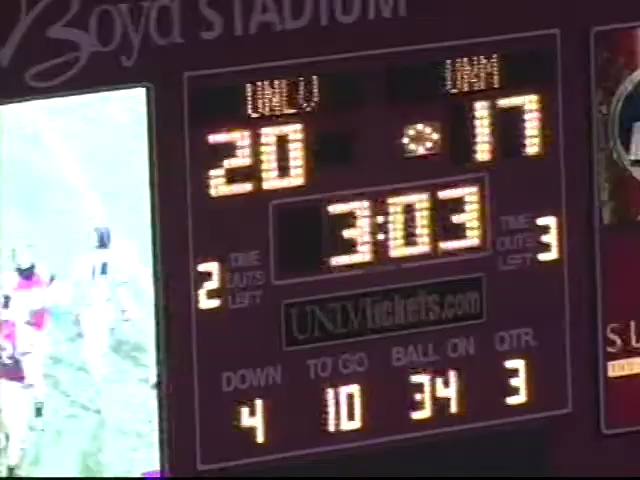 Boyd STADIUM
UNLV UNM
20 17
3:03
2 TIME OUTS LEFT
TIME OUTS LEFT 3
UNLVtickets.com
DOWN TO GO BALL ON QTR.
4 10 34 3
SU